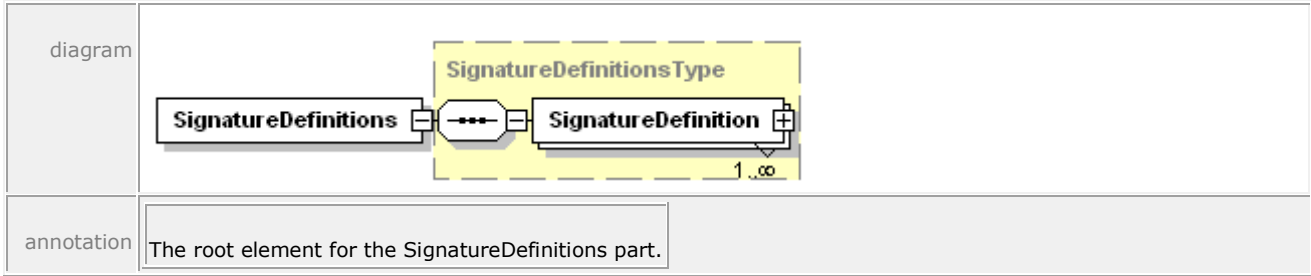 diagram
SignatureDefinitionsType
SignatureDefinitions
SignatureDefinition
1..∞
annotation
The root element for the SignatureDefinitions part.